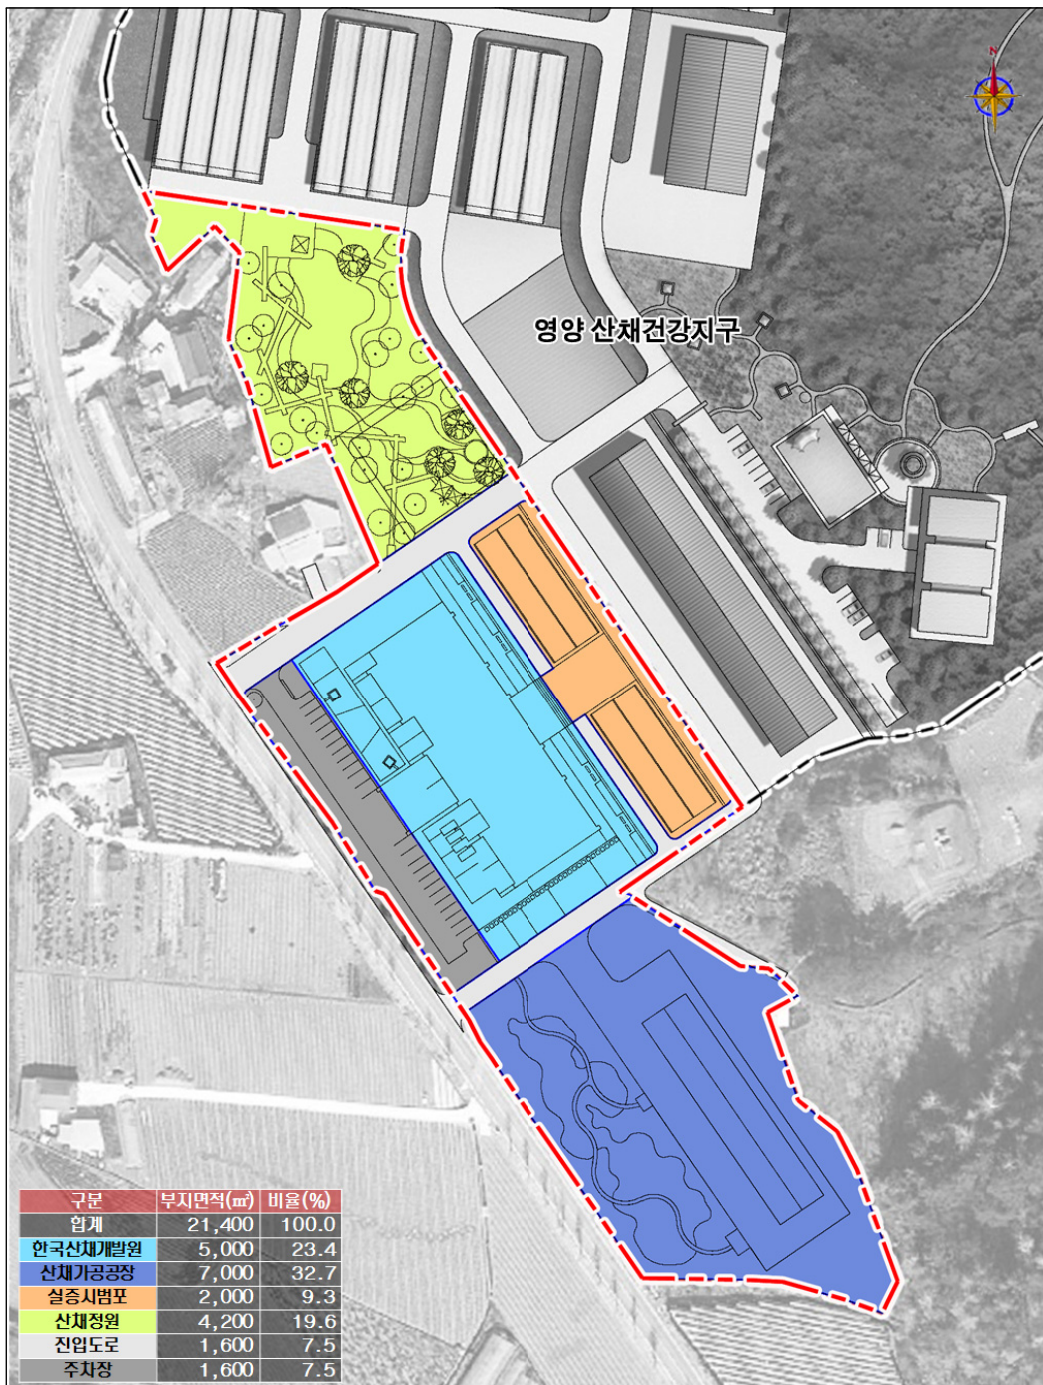 N
영양 산채건강지구
구분 부지면적(㎡) 비율(%)
합계 21,400 100.0
한국산채개발원 5,000 23.4
산채가공공장 7,000 32.7
실증시범포 2,000 9.3
산채정원 4,200 19.6
진입도로 1,600 7.5
주차장 1,600 7.5